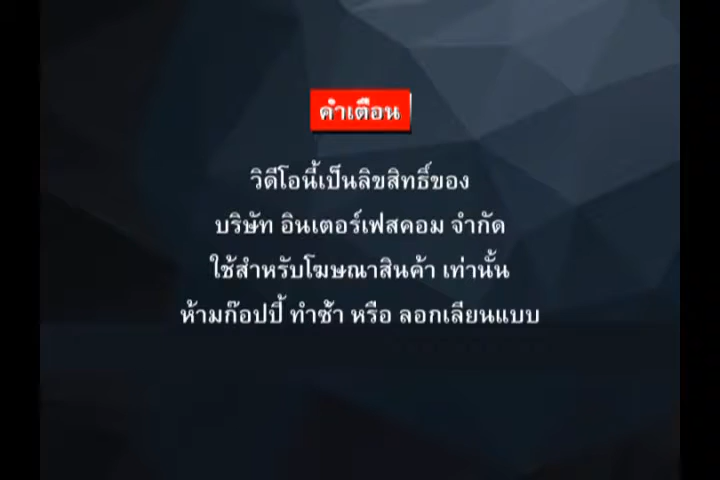 คำเตือน
วิดีโอนี้เป็นลิขสิทธิ์ของ
บริษัท อินเตอร์เฟสคอม จำกัด
ใช้สำหรับโฆษณาสินค้า เท่านั้น
ห้ามก๊อปปี้ ทำซ้ำ หรือ ลอกเลียนแบบ